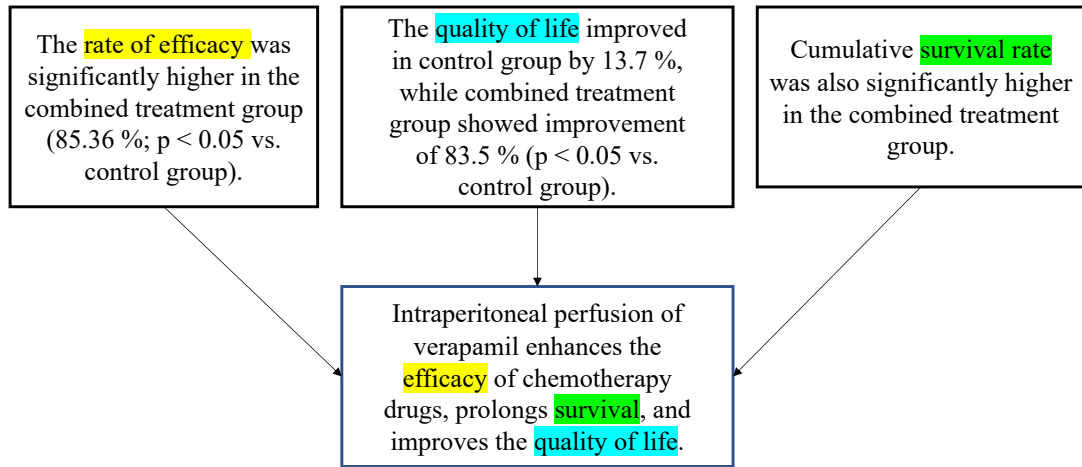 The rate of efficacy was
significantly higher in the
combined treatment group
(85.36 %; p < 0.05 vs.
control group).
The quality of life improved
in control group by 13.7 %,
while combined treatment
group showed improvement
of 83.5 % (p < 0.05 vs.
control group).
Cumulative survival rate
was also significantly higher
in the combined treatment
group.
Intraperitoneal perfusion of
verapamil enhances the
efficacy of chemotherapy
drugs, prolongs survival, and
improves the quality of life.